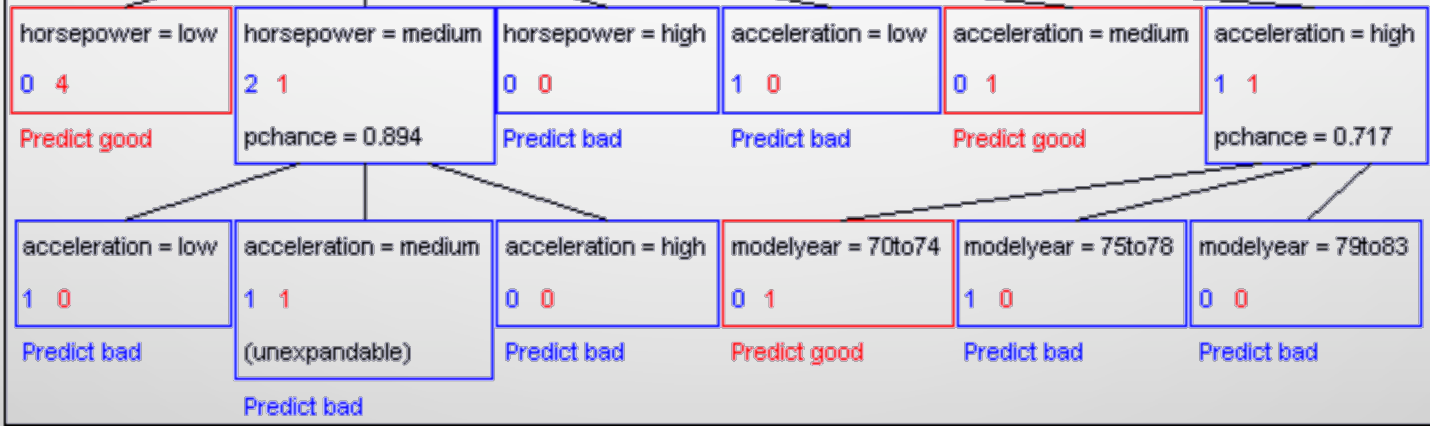 horsepower = low
0 4
Predict good
horsepower = medium
2 1
pchance = 0.894
horsepower = high
0 0
Predict bad
acceleration = low
1 0
Predict bad
acceleration = medium
0 1
Predict good
acceleration = high
1 1
pchance = 0.717
acceleration = low
1 0
Predict bad
acceleration = medium
1 1
(unexpandable)
Predict bad
acceleration = high
0 0
Predict bad
modelyear = 70to74
0 1
Predict good
modelyear = 75to78
1 0
Predict bad
modelyear = 79to83
0 0
Predict bad